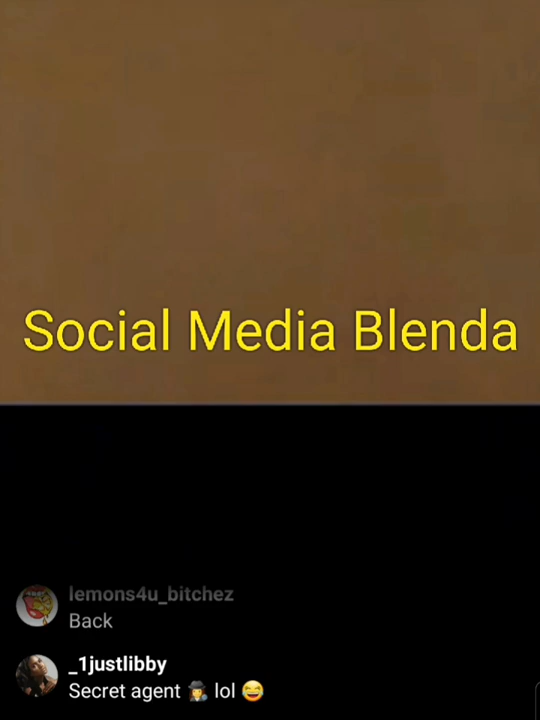 Social Media Blenda
lemons4u_bitchez
Back
_1justlibby
Secret agent 🕵️‍♀️ lol 😂